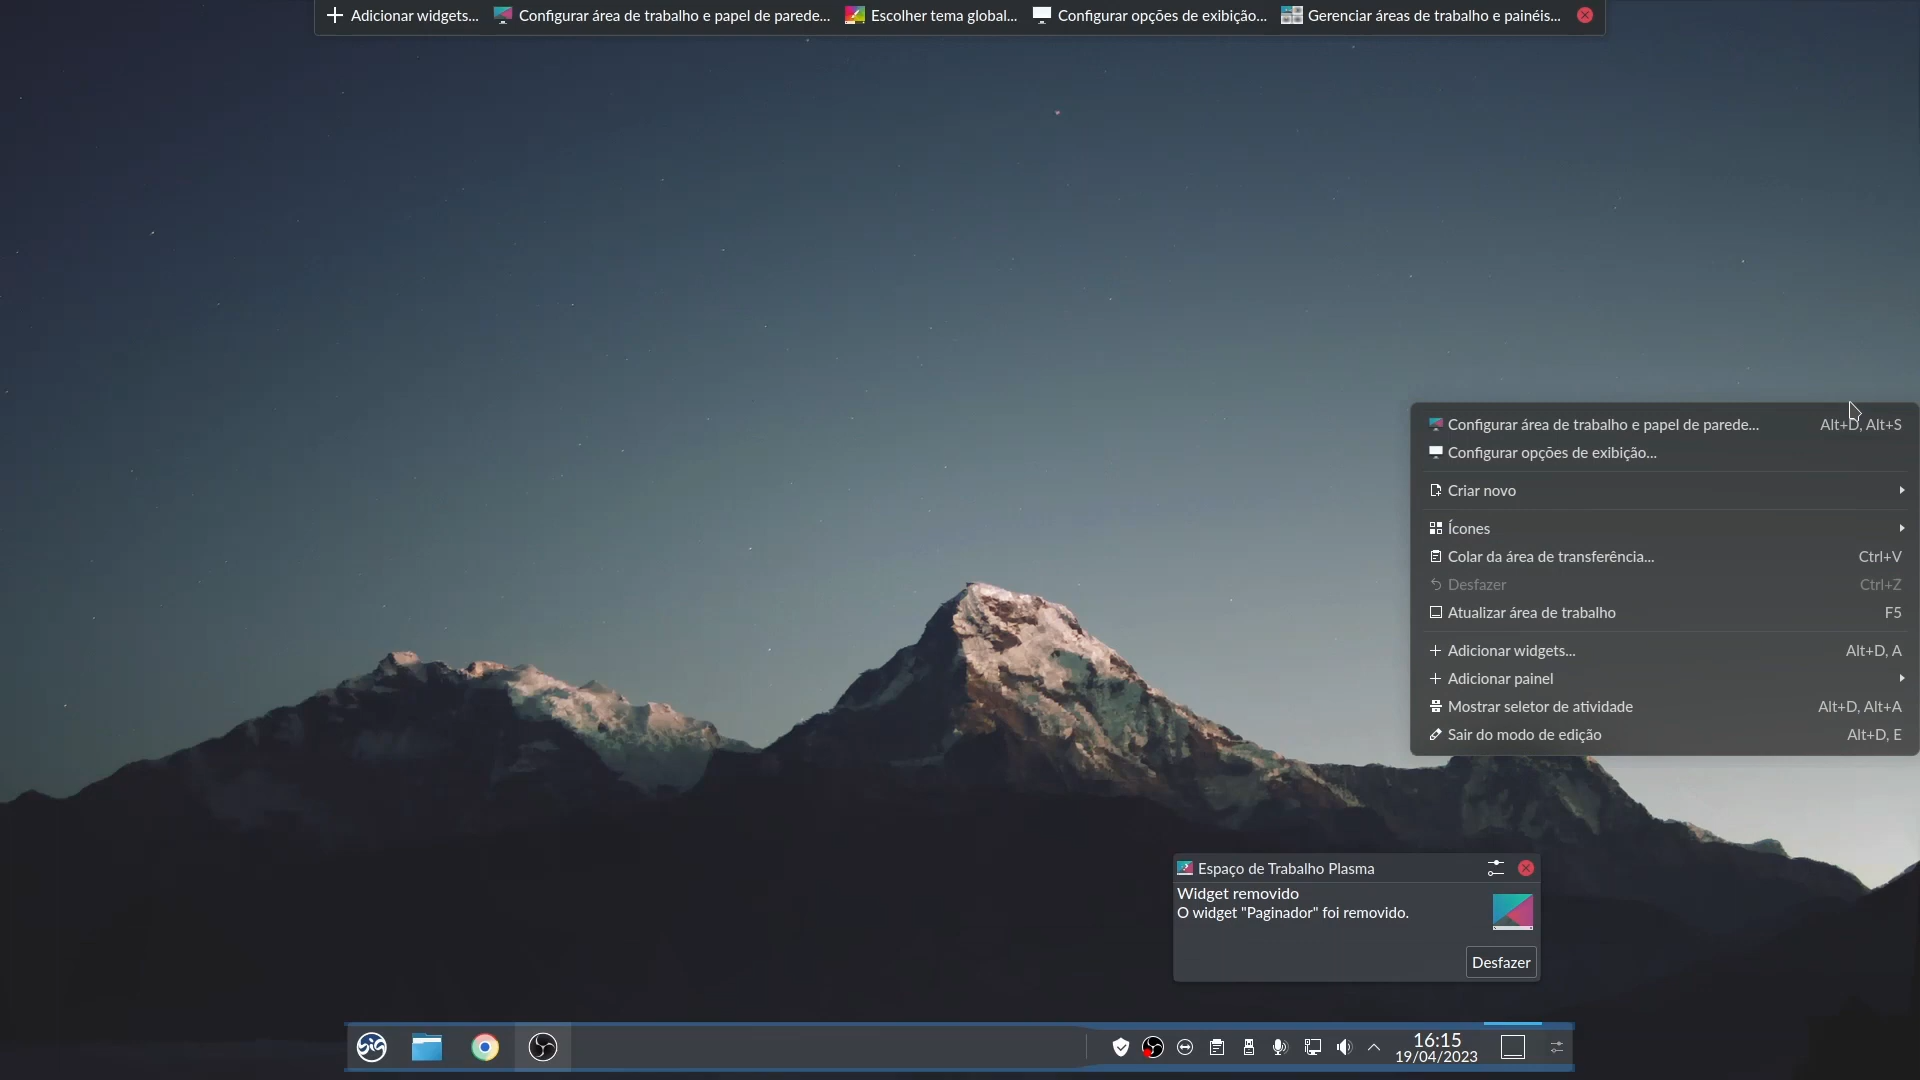 Adicionar widgets... Configurar área de trabalho e papel de parede... Escolher tema global... Configurar opções de exibição... Gerenciar áreas de trabalho e painéis...
Configurar área de trabalho e papel de parede... Alt+D, Alt+S
Configurar opções de exibição...
Criar novo
Ícones
Colar da área de transferência... Ctrl+V
Desfazer Ctrl+Z
Atualizar área de trabalho F5
Adicionar widgets... Alt+D, A
Adicionar painel
Mostrar seletor de atividade Alt+D, Alt+A
Sair do modo de edição Alt+D, E
Espaço de Trabalho Plasma
Widget removido
O widget "Paginador" foi removido.
Desfazer
big
16:15
19/04/2023